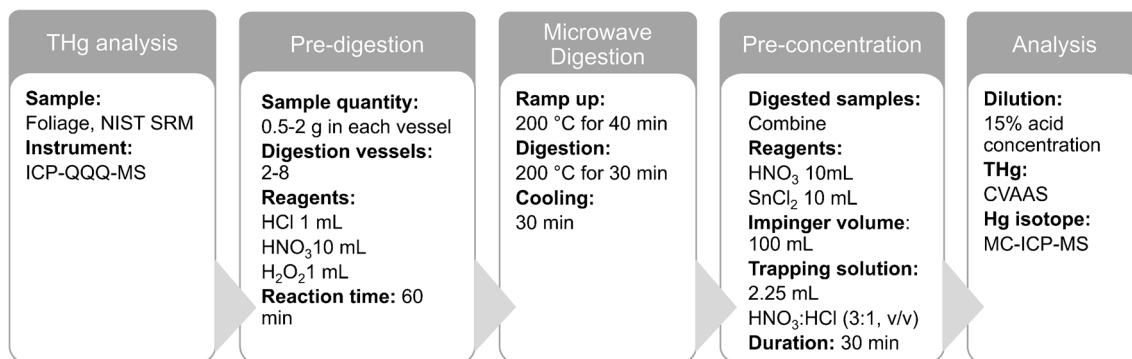 THg analysis
Sample:
Foliage, NIST SRM
Instrument:
ICP-QQQ-MS
Pre-digestion
Sample quantity:
0.5-2 g in each vessel
Digestion vessels:
2-8
Reagents:
HCl 1 mL
HNO₃10 mL
H₂O₂1 mL
Reaction time: 60
min
Microwave
Digestion
Ramp up:
200 °C for 40 min
Digestion:
200 °C for 30 min
Cooling:
30 min
Pre-concentration
Digested samples:
Combine
Reagents:
HNO₃ 10mL
SnCl₂ 10 mL
Impinger volume:
100 mL
Trapping solution:
2.25 mL
HNO₃:HCl (3:1, v/v)
Duration: 30 min
Analysis
Dilution:
15% acid
concentration
THg:
CVAAS
Hg isotope:
MC-ICP-MS